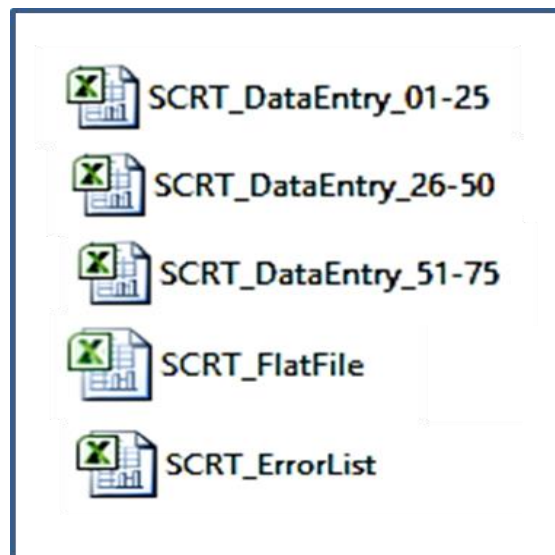 SCRT_DataEntry_01-25
SCRT_DataEntry_26-50
SCRT_DataEntry_51-75
SCRT_FlatFile
SCRT_ErrorList